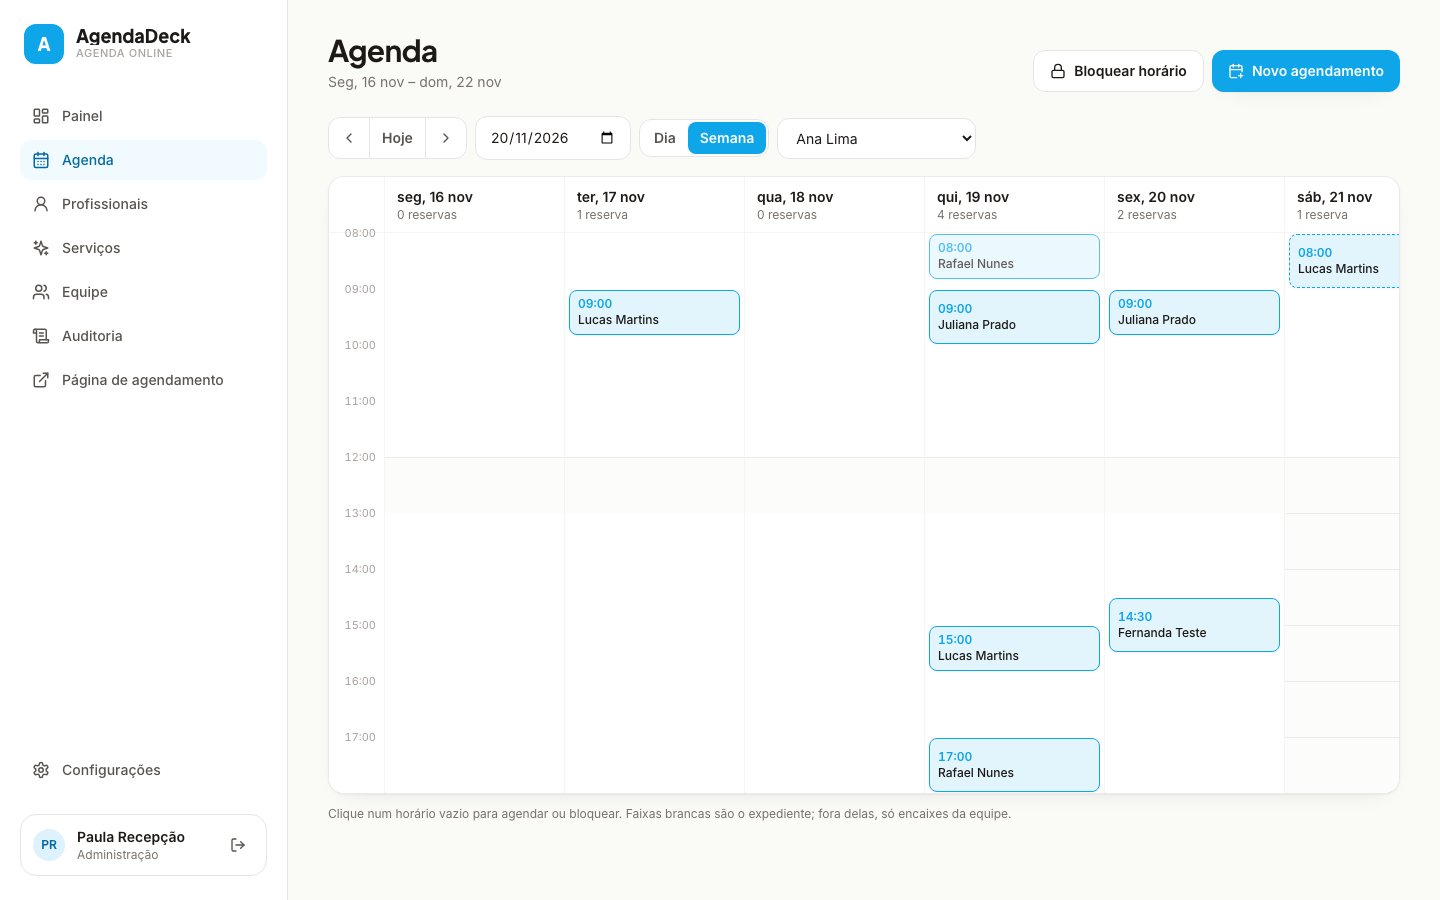 A
AgendaDeck
AGENDA ONLINE
Painel
Agenda
Profissionais
Serviços
Equipe
Auditoria
Página de agendamento
Configurações
PR
Paula Recepção
Administração
Agenda
Seg, 16 nov – dom, 22 nov
Bloquear horário
Novo agendamento
Hoje
20/11/2026
Dia
Semana
Ana Lima
seg, 16 nov
0 reservas
ter, 17 nov
1 reserva
qua, 18 nov
0 reservas
qui, 19 nov
4 reservas
sex, 20 nov
2 reservas
sáb, 21 nov
1 reserva
08:00
09:00
10:00
11:00
12:00
13:00
14:00
15:00
16:00
17:00
09:00
Lucas Martins
08:00
Rafael Nunes
09:00
Juliana Prado
15:00
Lucas Martins
17:00
Rafael Nunes
09:00
Juliana Prado
14:30
Fernanda Teste
08:00
Lucas Martins
Clique num horário vazio para agendar ou bloquear. Faixas brancas são o expediente; fora delas, só encaixes da equipe.